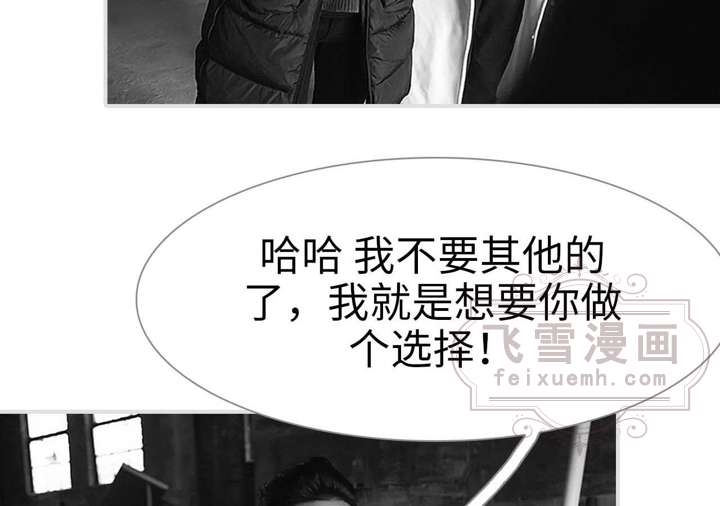 哈哈 我不要其他的
了，我就是想要你做
个选择！
飞雪漫画
feixuemh.com